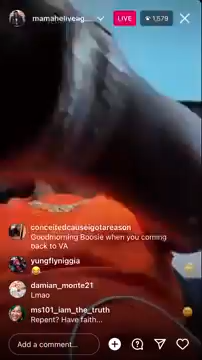 mamahelive+g...
LIVE
1,579
conceitedcauseigotareason
Goodmorning Boosie when you coming
back to VA
yungflyniggia
😂
damian_monte21
Lmao
ms101_iam_the_truth
Repent? Have faith...
Add a comment...